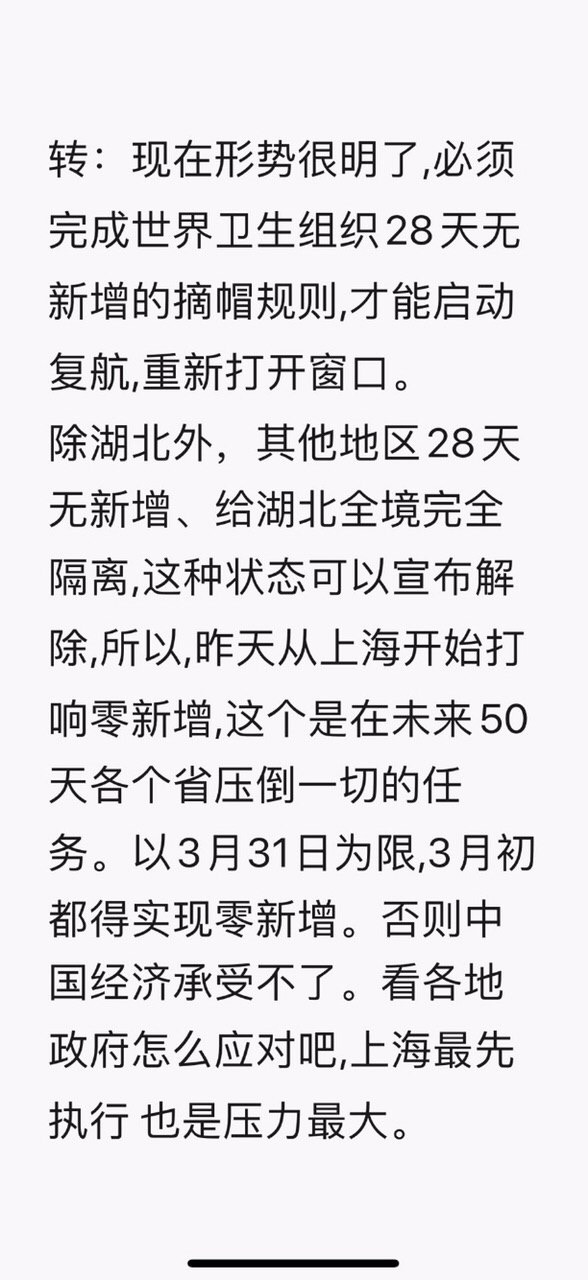 转：现在形势很明了,必须
完成世界卫生组织28天无
新增的摘帽规则,才能启动
复航,重新打开窗口。
除湖北外，其他地区28天
无新增、给湖北全境完全
隔离,这种状态可以宣布解
除,所以,昨天从上海开始打
响零新增,这个是在未来50
天各个省压倒一切的任
务。以3月31日为限,3月初
都得实现零新增。否则中
国经济承受不了。看各地
政府怎么应对吧,上海最先
执行 也是压力最大。